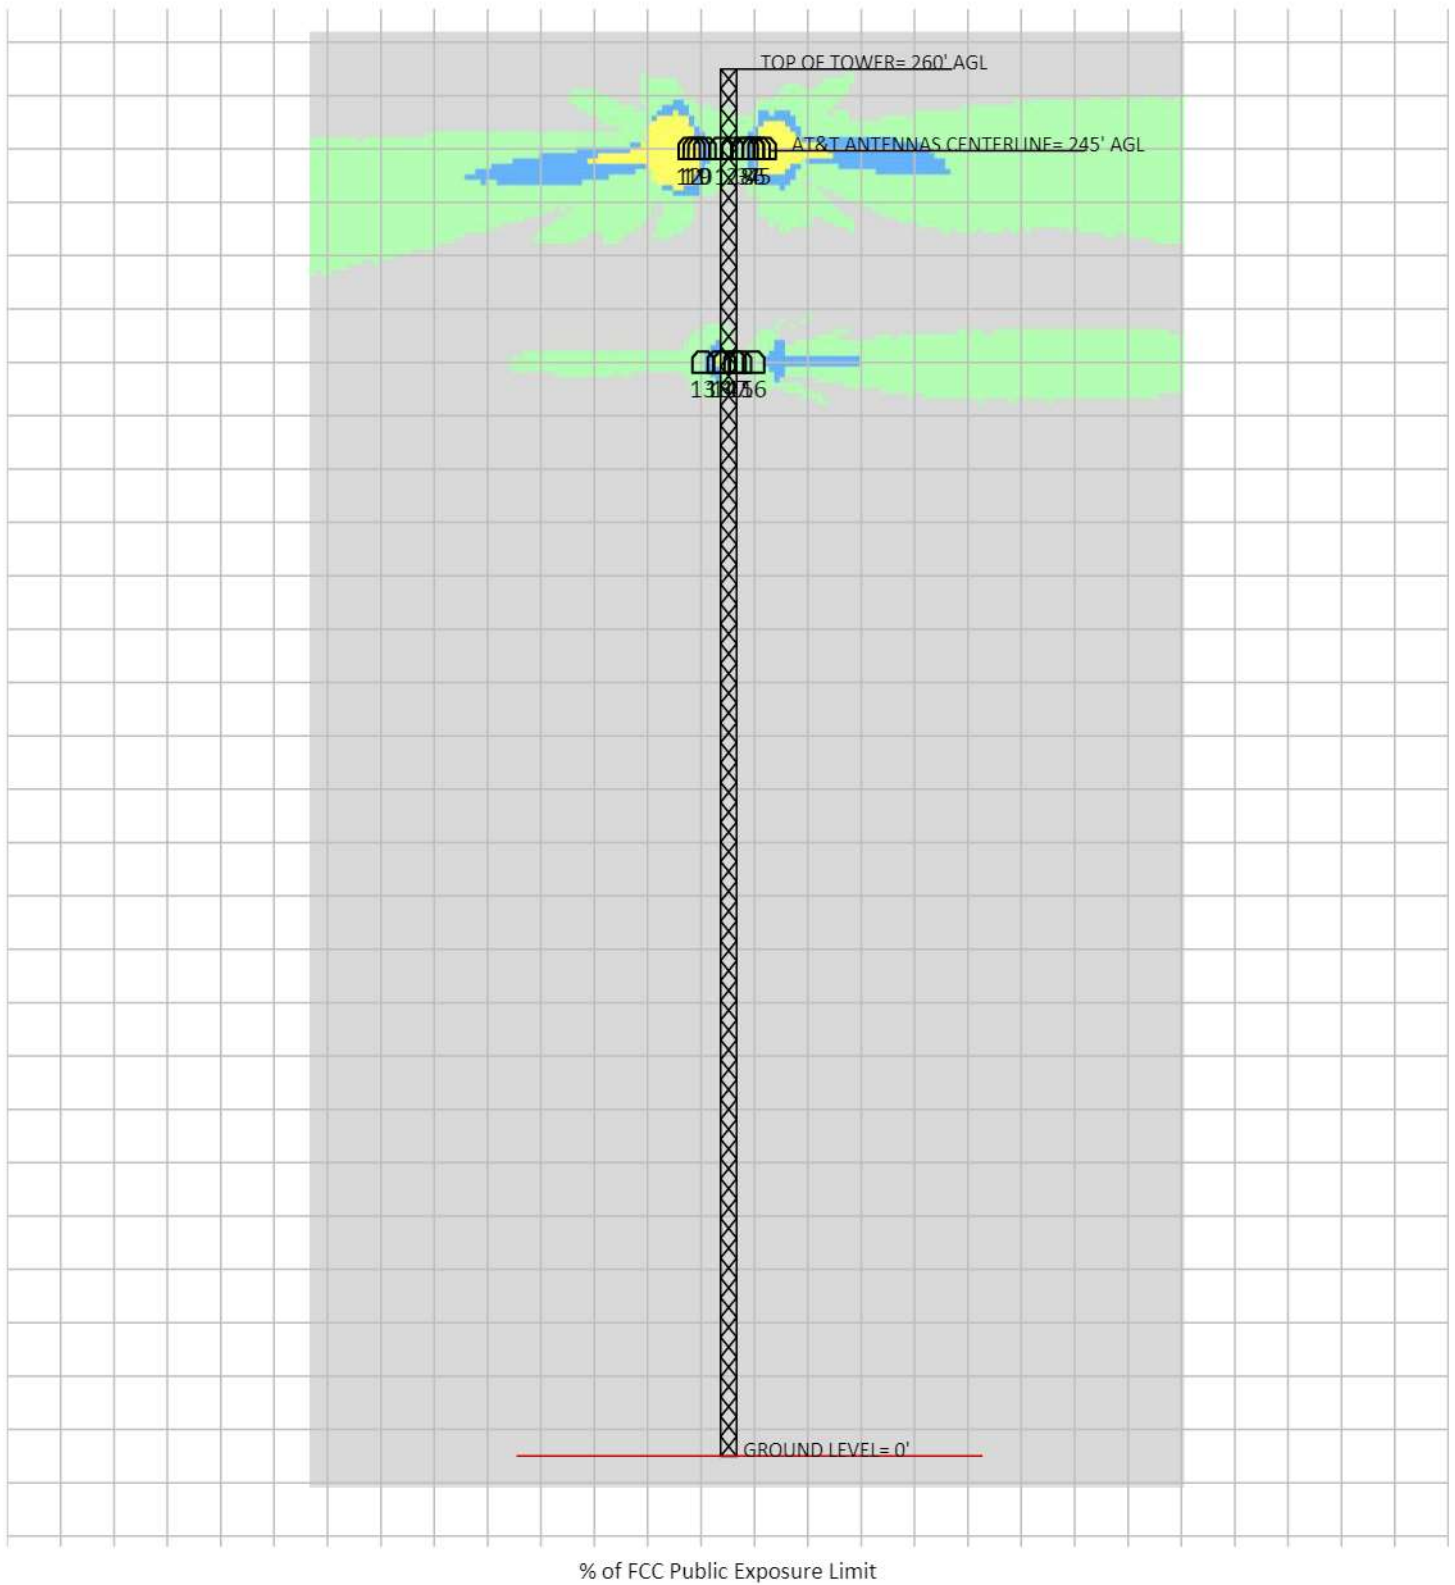 TOP OF TOWER= 260' AGL
AT&T ANTENNAS CENTERLINE= 245' AGL
GROUND LEVEL= 0'
% of FCC Public Exposure Limit